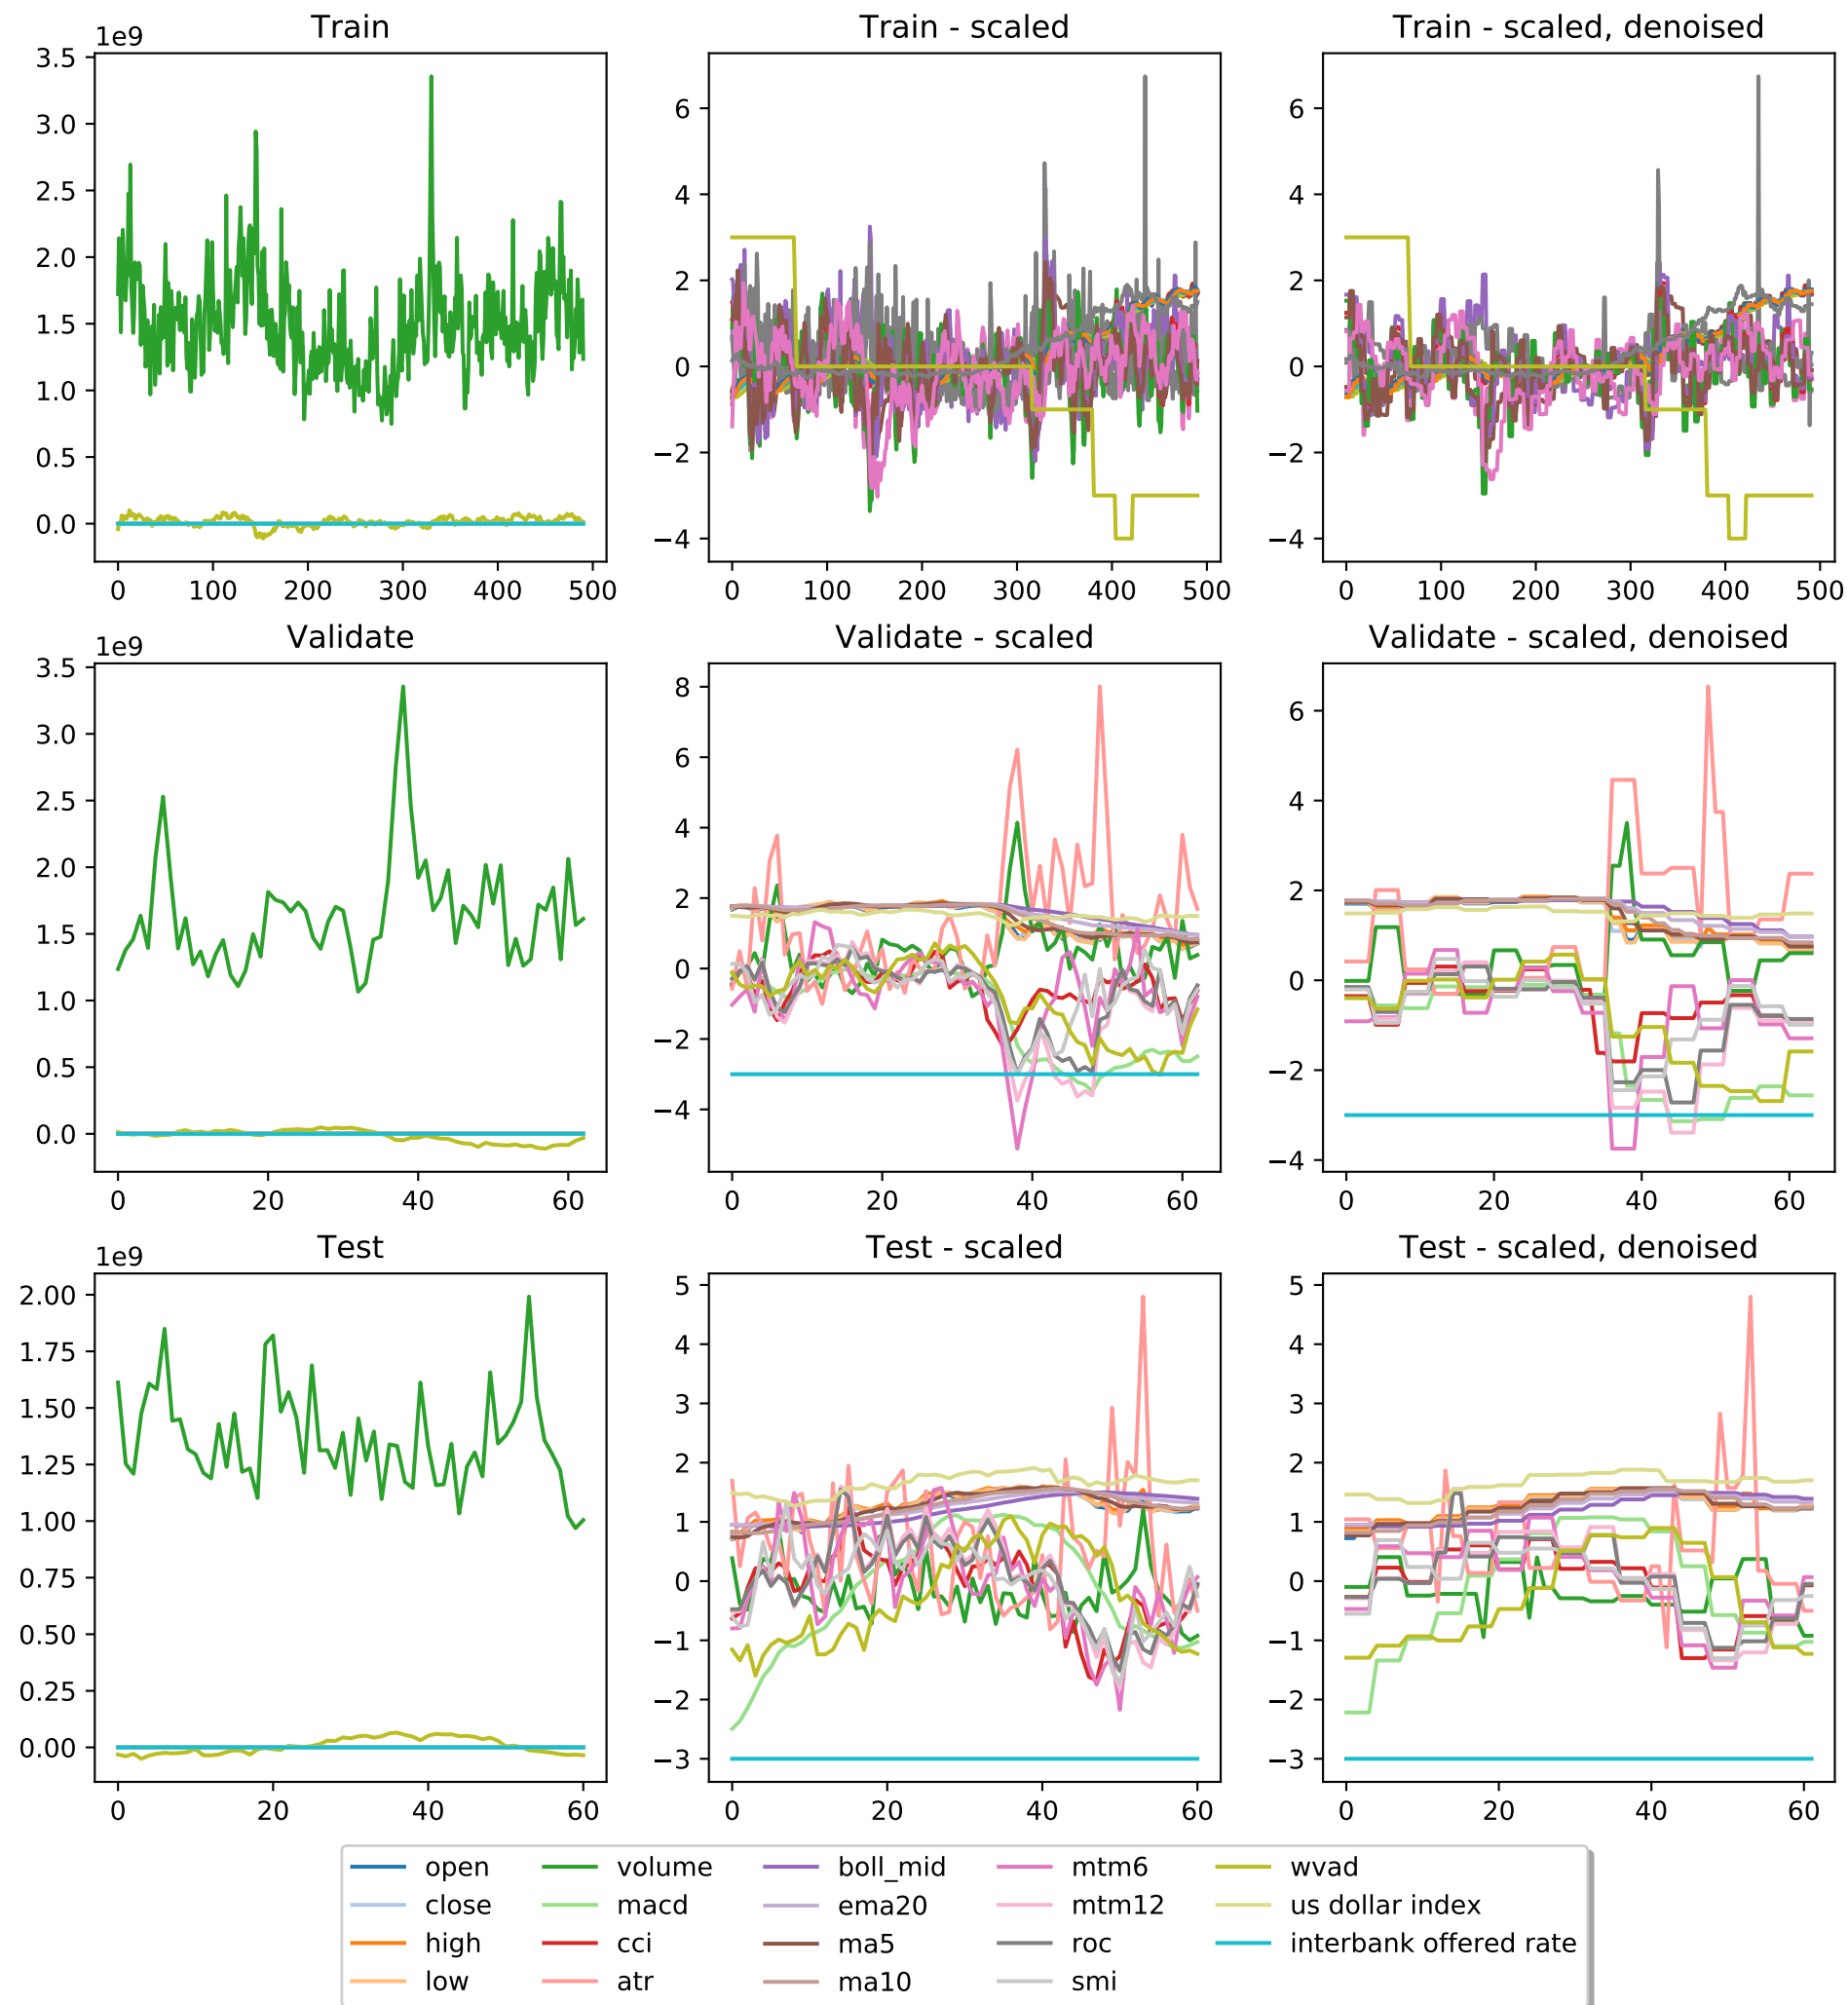 Train
Train - scaled
Train - scaled, denoised
1e9
3.5
3.0
2.5
2.0
1.5
1.0
0.5
0.0
0 100 200 300 400 500
6
4
2
0
−2
−4
0 100 200 300 400 500
6
4
2
0
−2
−4
0 100 200 300 400 500
Validate
Validate - scaled
Validate - scaled, denoised
1e9
3.5
3.0
2.5
2.0
1.5
1.0
0.5
0.0
0 20 40 60
8
6
4
2
0
−2
−4
0 20 40 60
6
4
2
0
−2
−4
0 20 40 60
Test
Test - scaled
Test - scaled, denoised
1e9
2.00
1.75
1.50
1.25
1.00
0.75
0.50
0.25
0.00
0 20 40 60
5
4
3
2
1
0
−1
−2
−3
0 20 40 60
5
4
3
2
1
0
−1
−2
−3
0 20 40 60
open
close
high
low
volume
macd
cci
atr
boll_mid
ema20
ma5
ma10
mtm6
mtm12
roc
smi
wvad
us dollar index
interbank offered rate